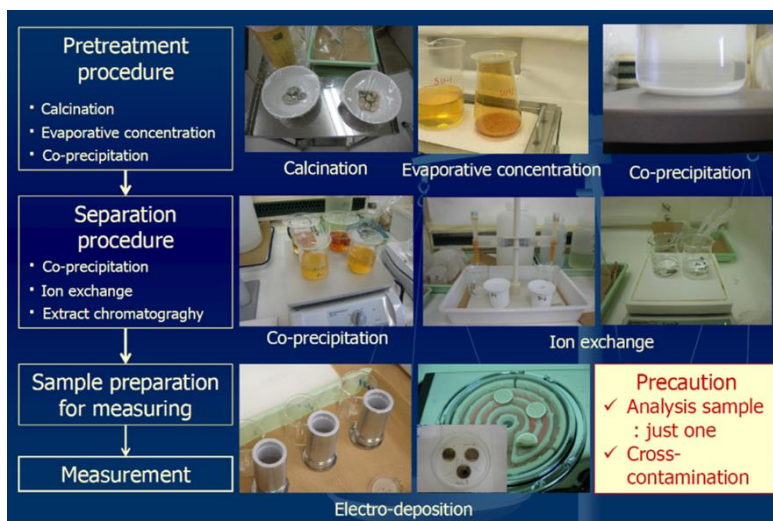 Pretreatment
procedure
· Calcination
· Evaporative concentration
· Co-precipitation
Calcination
Evaporative concentration
Co-precipitation
Separation
procedure
· Co-precipitation
· Ion exchange
· Extract chromatograghy
Co-precipitation
Ion exchange
Sample preparation
for measuring
Measurement
Electro-deposition
Precaution
✓ Analysis sample
: just one
✓ Cross-
contamination